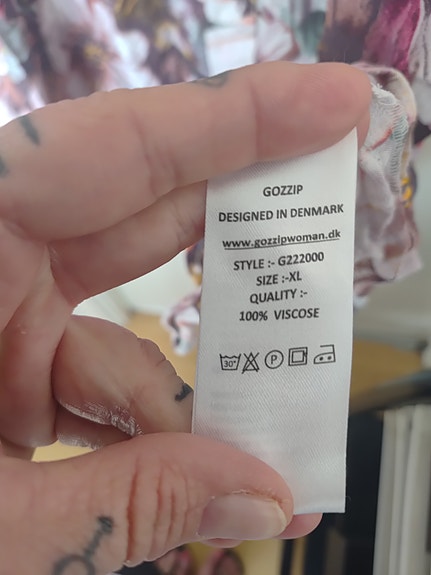 GOZZIP
DESIGNED IN DENMARK
www.gozzipwoman.dk
STYLE :- G222000
SIZE :-XL
QUALITY :-
100% VISCOSE
30° P